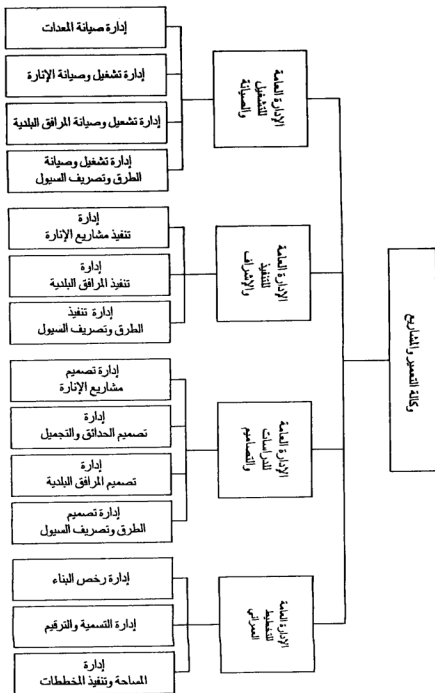 وكالة التعمير والمشاريع
الإدارة العامة
للتشغيل
والصيانة
إدارة صيانة المعدات
إدارة تشغيل وصيانة الإنارة
إدارة تشغيل وصيانة المرافق البلدية
إدارة تشغيل وصيانة
الطرق وتصريف السيول
الإدارة العامة
للتنفيذ
والإشراف
إدارة
تنفيذ مشاريع الإنارة
إداوة
تنفيذ المرافق البلدية
إدارة تنفيذ
الطرق وتصريف السيول
الإدارة العامة
للدراسات
والتصاميم
إدارة تصميم
مشاريع الإنارة
إدارة
تصميم الحدائق والتجميل
إدارة
تصميم المرافق البلدية
إدارة تصميم
الطرق وتصريف السيول
الإدارة العامة
للتخطيط
العمراني
إدارة رخص البناء
إدارة التسمية والترقيم
إدارة
المساحة وتنفيذ المخططات